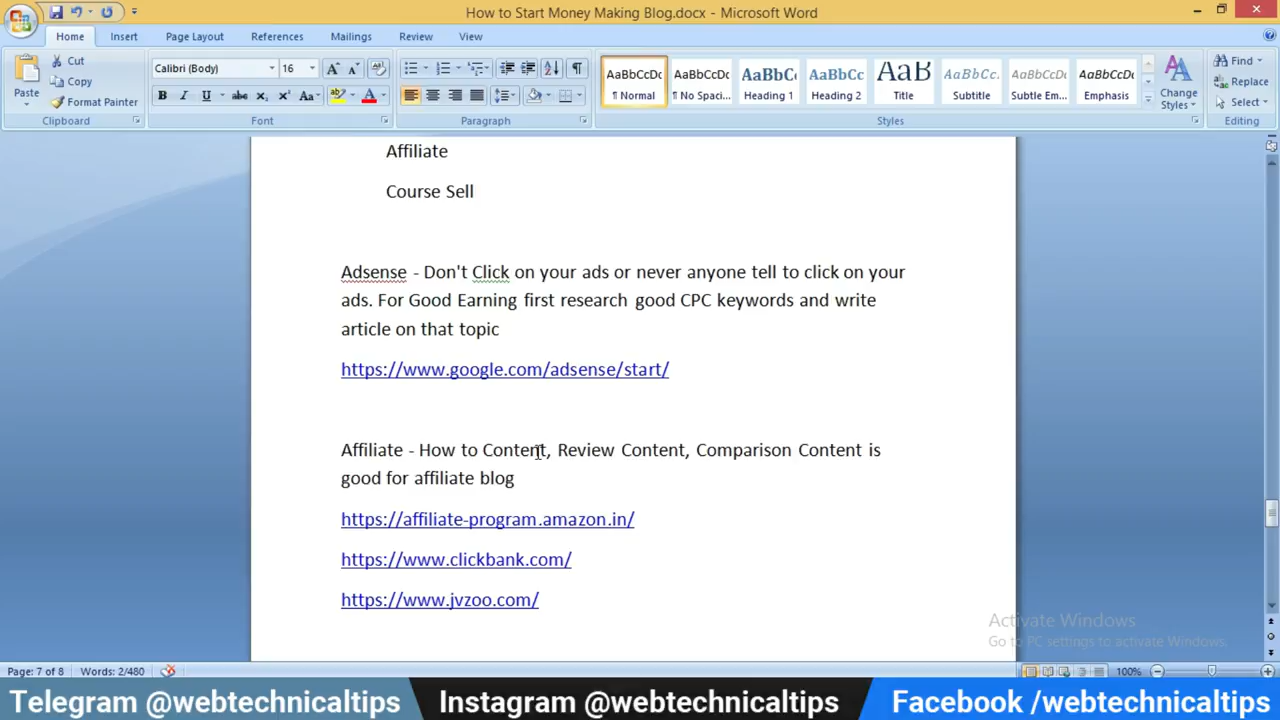 How to Start Money Making Blog.docx - Microsoft Word
Home Insert Page Layout References Mailings Review View
Paste
Cut
Copy
Format Painter
Clipboard
Calibri (Body) 16
Font
Paragraph
AaBbCcDc AaBbCcDc AaBbC AaBbCc AaB AaBbCc. AaBbCcDc AaBbCcDc
¶ Normal ¶ No Spaci... Heading 1 Heading 2 Title Subtitle Subtle Em... Emphasis
Change Styles
Styles
Find
Replace
Select
Editing
Affiliate
Course Sell
Adsense - Don't Click on your ads or never anyone tell to click on your
ads. For Good Earning first research good CPC keywords and write
article on that topic
https://www.google.com/adsense/start/
Affiliate - How to Content, Review Content, Comparison Content is
good for affiliate blog
https://affiliate-program.amazon.in/
https://www.clickbank.com/
https://www.jvzoo.com/
Activate Windows
Go to PC settings to activate Windows.
Page: 7 of 8 Words: 2/480 100%
Telegram @webtechnicaltips Instagram @webtechnicaltips Facebook /webtechnicaltips